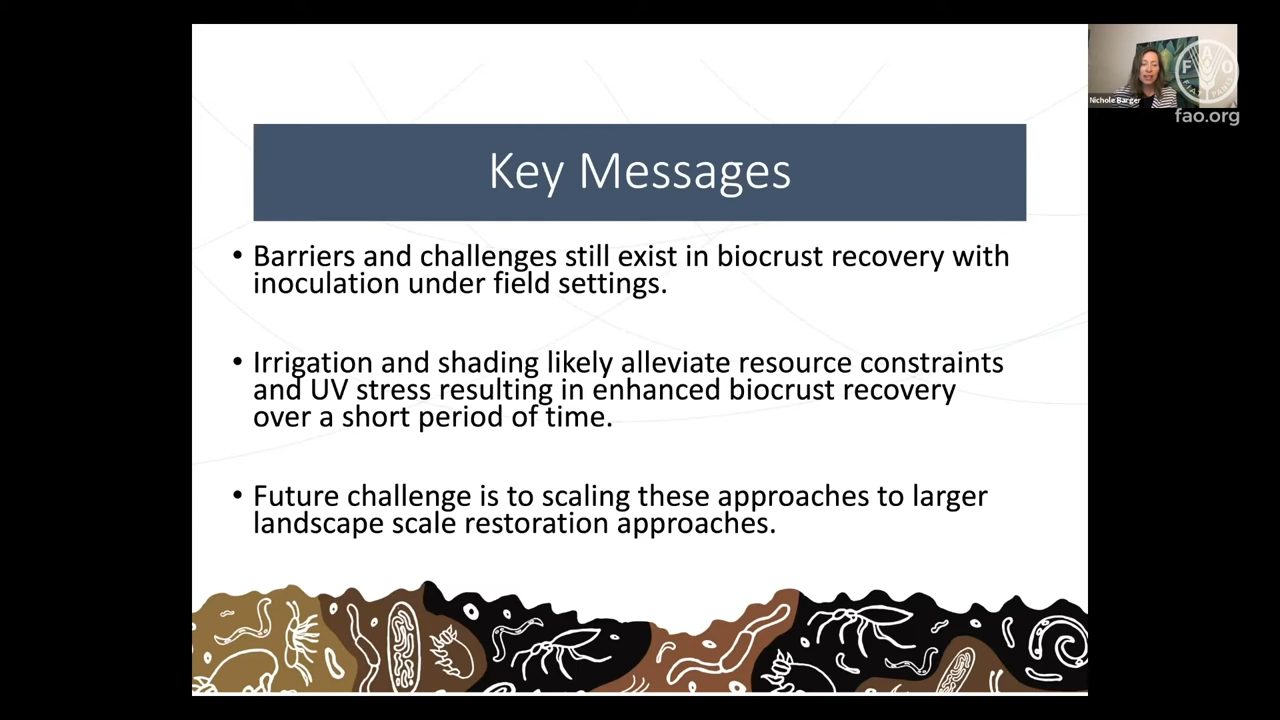 Key Messages
• Barriers and challenges still exist in biocrust recovery with
inoculation under field settings.
• Irrigation and shading likely alleviate resource constraints
and UV stress resulting in enhanced biocrust recovery
over a short period of time.
• Future challenge is to scaling these approaches to larger
landscape scale restoration approaches.
Nichole Barger
F A O
FIAT PANIS
fao.org